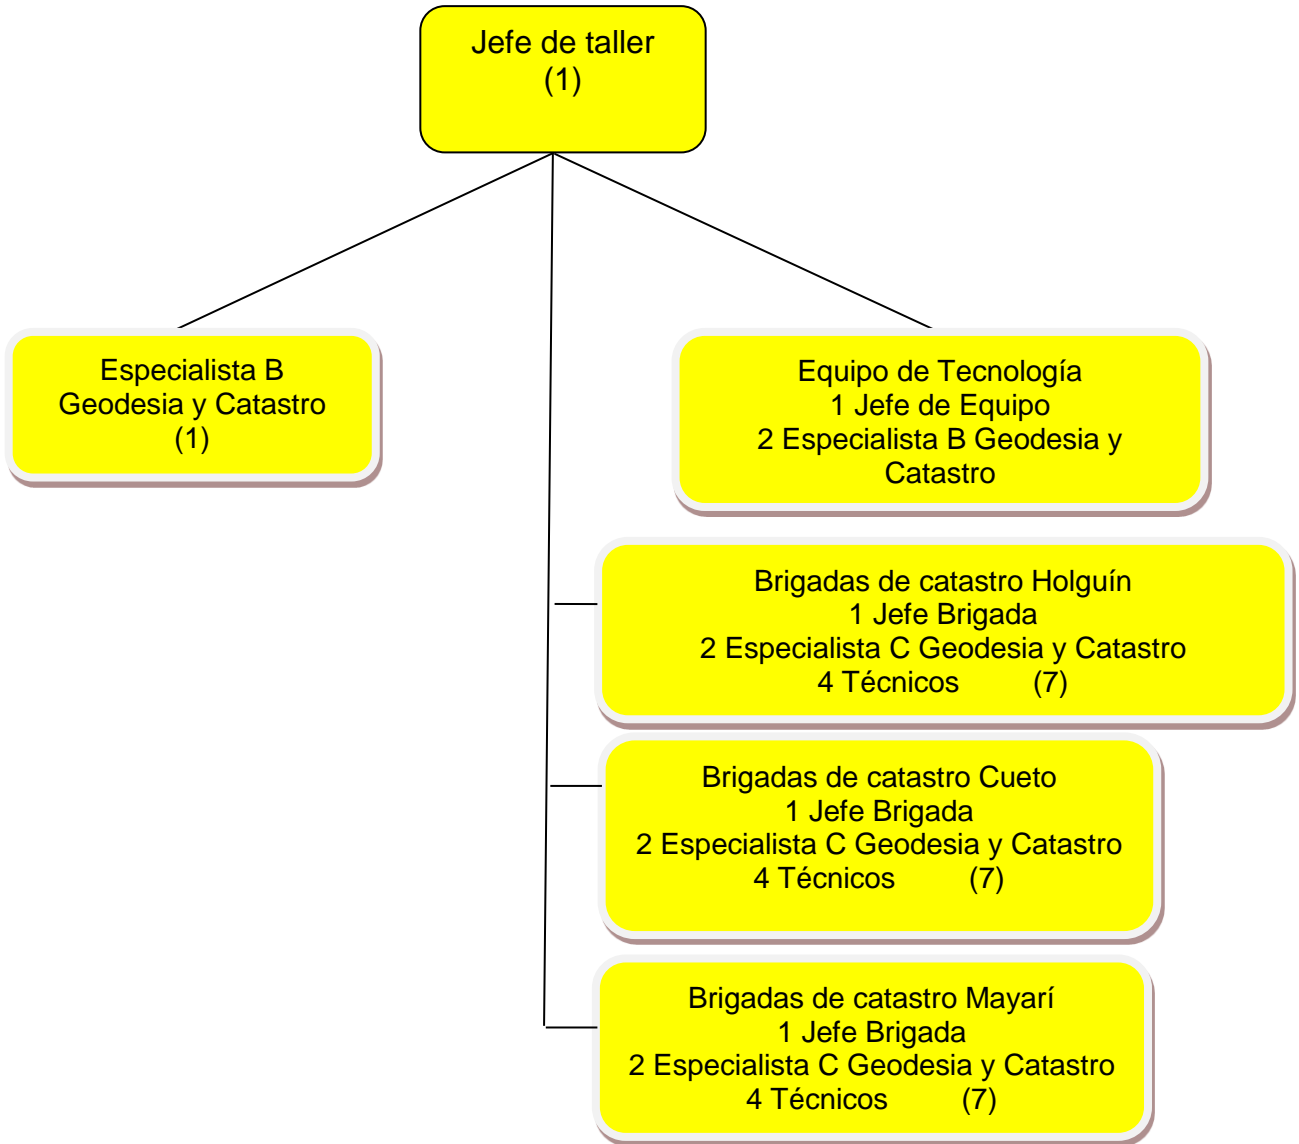 Jefe de taller
(1)
Especialista B
Geodesia y Catastro
(1)
Equipo de Tecnología
1 Jefe de Equipo
2 Especialista B Geodesia y
Catastro
Brigadas de catastro Holguín
1 Jefe Brigada
2 Especialista C Geodesia y Catastro
4 Técnicos (7)
Brigadas de catastro Cueto
1 Jefe Brigada
2 Especialista C Geodesia y Catastro
4 Técnicos (7)
Brigadas de catastro Mayarí
1 Jefe Brigada
2 Especialista C Geodesia y Catastro
4 Técnicos (7)